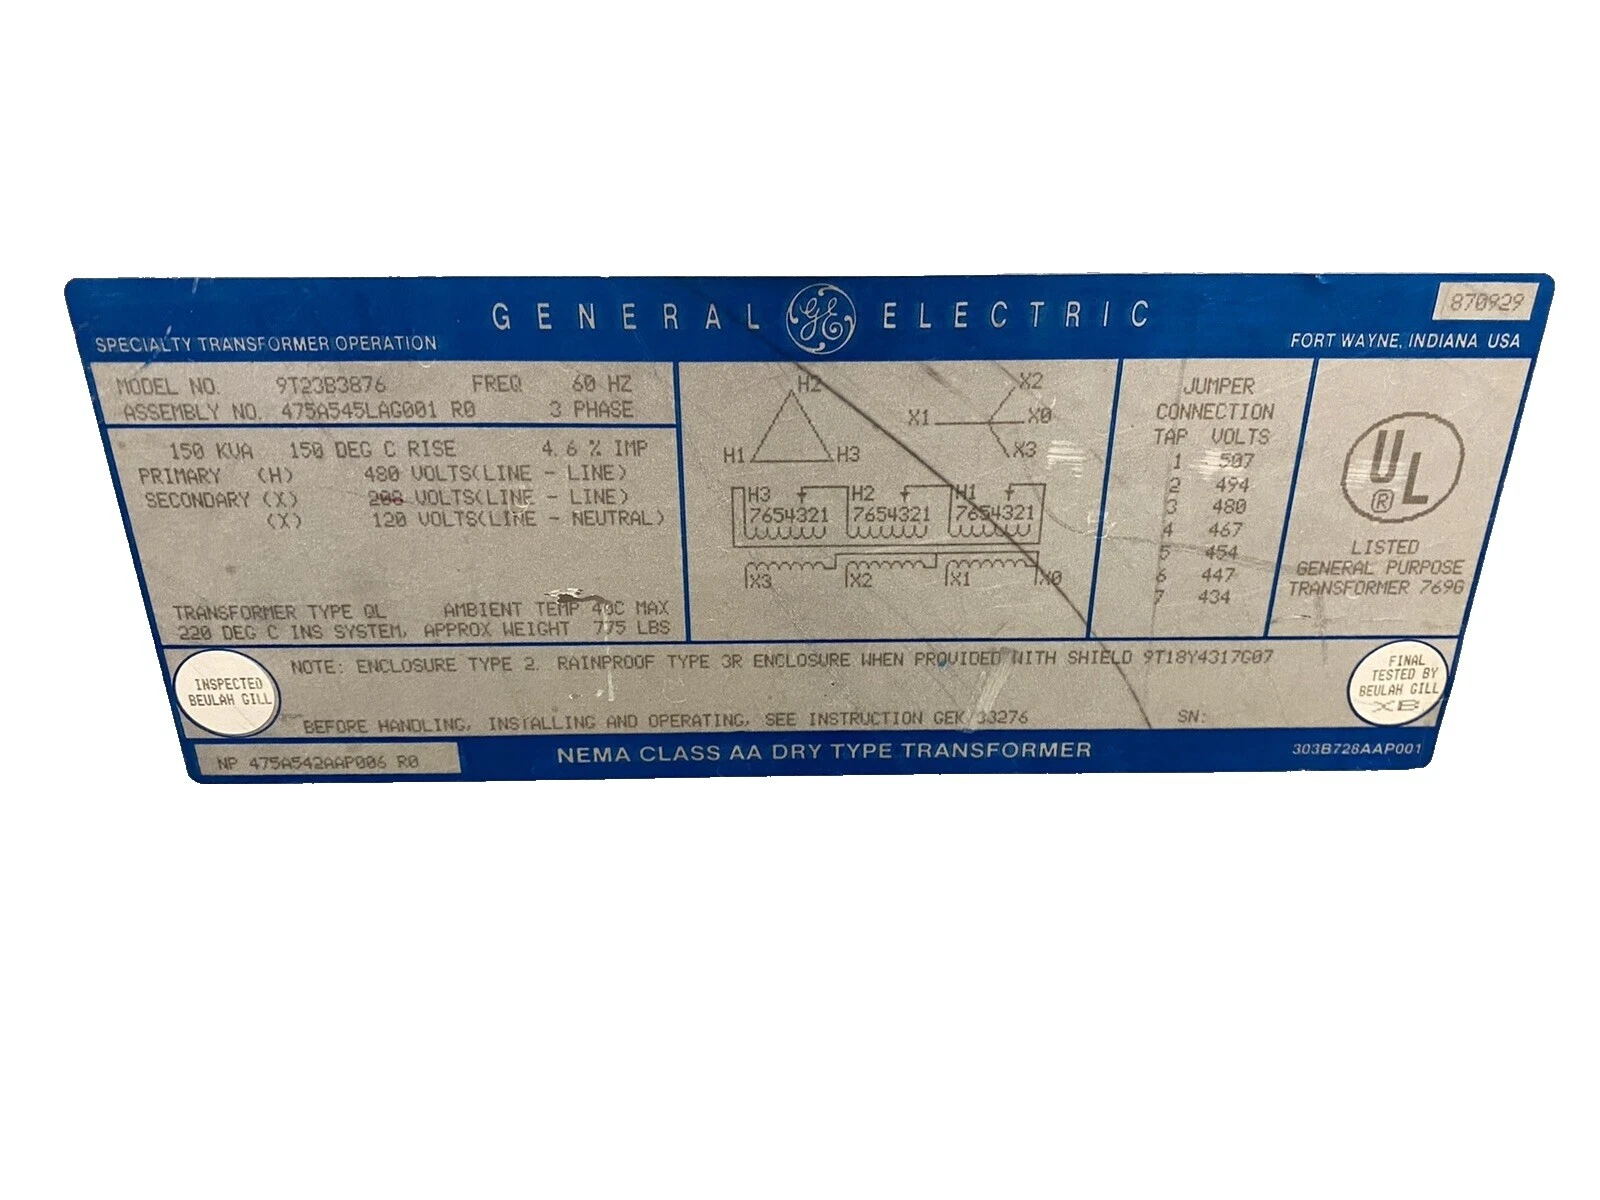 870929
GENERAL GE ELECTRIC
SPECIALTY TRANSFORMER OPERATION
FORT WAYNE, INDIANA USA
MODEL NO. 9T23B3876 FREQ 60 HZ
ASSEMBLY NO. 475A545LAG001 R0 3 PHASE
150 KVA 150 DEG C RISE 4.6 % IMP
PRIMARY (H) 480 VOLTS(LINE - LINE)
SECONDARY (X) 208 VOLTS(LINE - LINE)
(X) 120 VOLTS(LINE - NEUTRAL)
TRANSFORMER TYPE QL AMBIENT TEMP 40C MAX
220 DEG C INS SYSTEM, APPROX WEIGHT 775 LBS
H2
H1 H3
X2
X1 X0
X3
H3 H2 H1
7654321 7654321 7654321
X3 X2 X1 X0
JUMPER
CONNECTION
TAP VOLTS
1 507
2 494
3 480
4 467
5 454
6 447
7 434
UL
®
LISTED
GENERAL PURPOSE
TRANSFORMER 769G
INSPECTED
BEULAH GILL
NOTE: ENCLOSURE TYPE 2. RAINPROOF TYPE 3R ENCLOSURE WHEN PROVIDED WITH SHIELD 9T18Y4317G07
BEFORE HANDLING, INSTALLING AND OPERATING, SEE INSTRUCTION GEK 33276 SN:
FINAL
TESTED BY
BEULAH GILL
XB
NP 475A542AAP006 R0
NEMA CLASS AA DRY TYPE TRANSFORMER
303B728AAP001